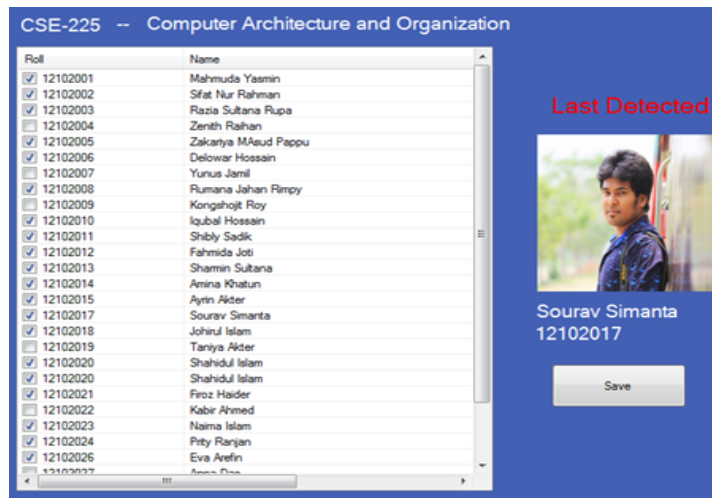 CSE-225 -- Computer Architecture and Organization
Roll Name
12102001 Mahmuda Yasmin
12102002 Sifat Nur Rahman
12102003 Razia Sultana Rupa
12102004 Zenith Raihan
12102005 Zakariya MAsud Pappu
12102006 Delowar Hossain
12102007 Yunus Jamil
12102008 Rumana Jahan Rimpy
12102009 Kongshojit Roy
12102010 Iqubal Hossain
12102011 Shibly Sadik
12102012 Fahmida Joti
12102013 Sharmin Sultana
12102014 Amina Khatun
12102015 Ayrin Akter
12102017 Sourav Simanta
12102018 Johirul Islam
12102019 Taniya Akter
12102020 Shahidul Islam
12102020 Shahidul Islam
12102021 Firoz Haider
12102022 Kabir Ahmed
12102023 Naima Islam
12102024 Prity Ranjan
12102026 Eva Arefin
12102027
Last Detected
Sourav Simanta
12102017
Save